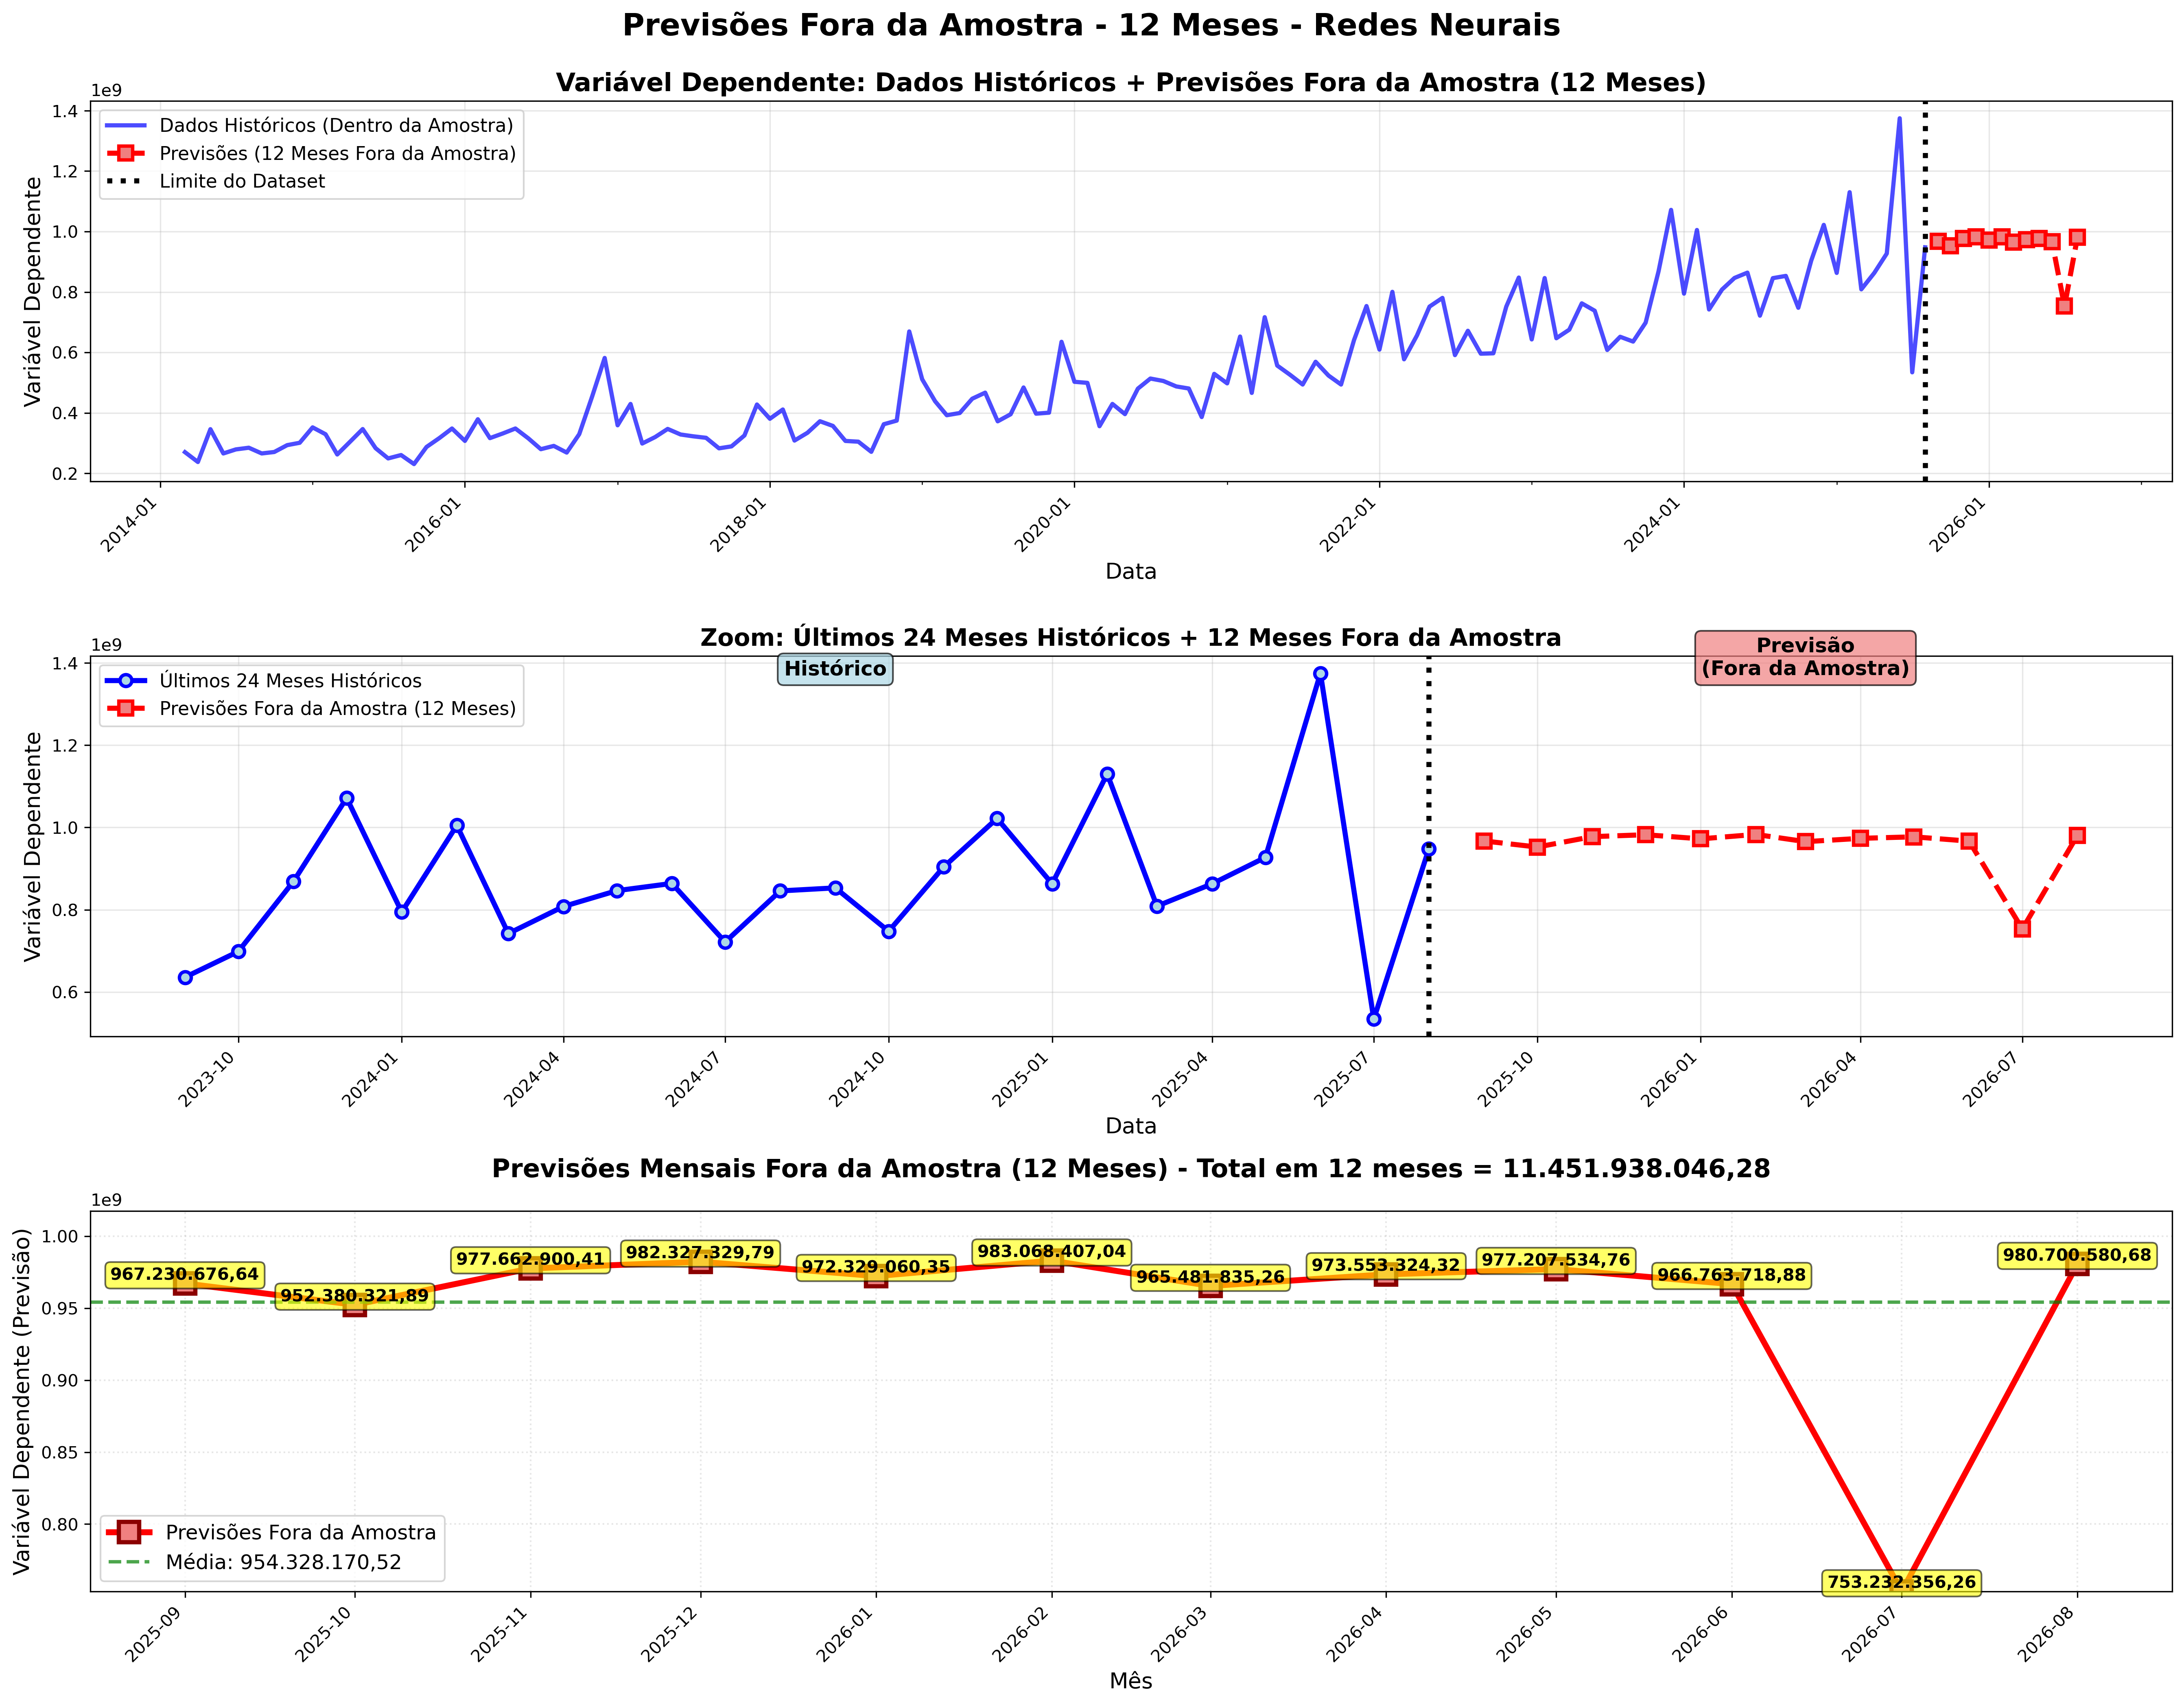 Previsões Fora da Amostra - 12 Meses - Redes Neurais
Variável Dependente: Dados Históricos + Previsões Fora da Amostra (12 Meses)
1e9
Dados Históricos (Dentro da Amostra)
Previsões (12 Meses Fora da Amostra)
Limite do Dataset
Variável Dependente
1.4
1.2
1.0
0.8
0.6
0.4
0.2
2014-01
2016-01
2018-01
2020-01
2022-01
2024-01
2026-01
Data
Zoom: Últimos 24 Meses Históricos + 12 Meses Fora da Amostra
1e9
Últimos 24 Meses Históricos
Previsões Fora da Amostra (12 Meses)
Histórico
Previsão
(Fora da Amostra)
Variável Dependente
1.4
1.2
1.0
0.8
0.6
2023-10
2024-01
2024-04
2024-07
2024-10
2025-01
2025-04
2025-07
2025-10
2026-01
2026-04
2026-07
Data
Previsões Mensais Fora da Amostra (12 Meses) - Total em 12 meses = 11.451.938.046,28
1e9
Variável Dependente (Previsão)
1.00
0.95
0.90
0.85
0.80
967.230.676,64
952.380.321,89
977.662.900,41
982.327.329,79
972.329.060,35
983.068.407,04
965.481.835,26
973.553.324,32
977.207.534,76
966.763.718,88
753.232.356,26
980.700.580,68
Previsões Fora da Amostra
Média: 954.328.170,52
2025-09
2025-10
2025-11
2025-12
2026-01
2026-02
2026-03
2026-04
2026-05
2026-06
2026-07
2026-08
Mês